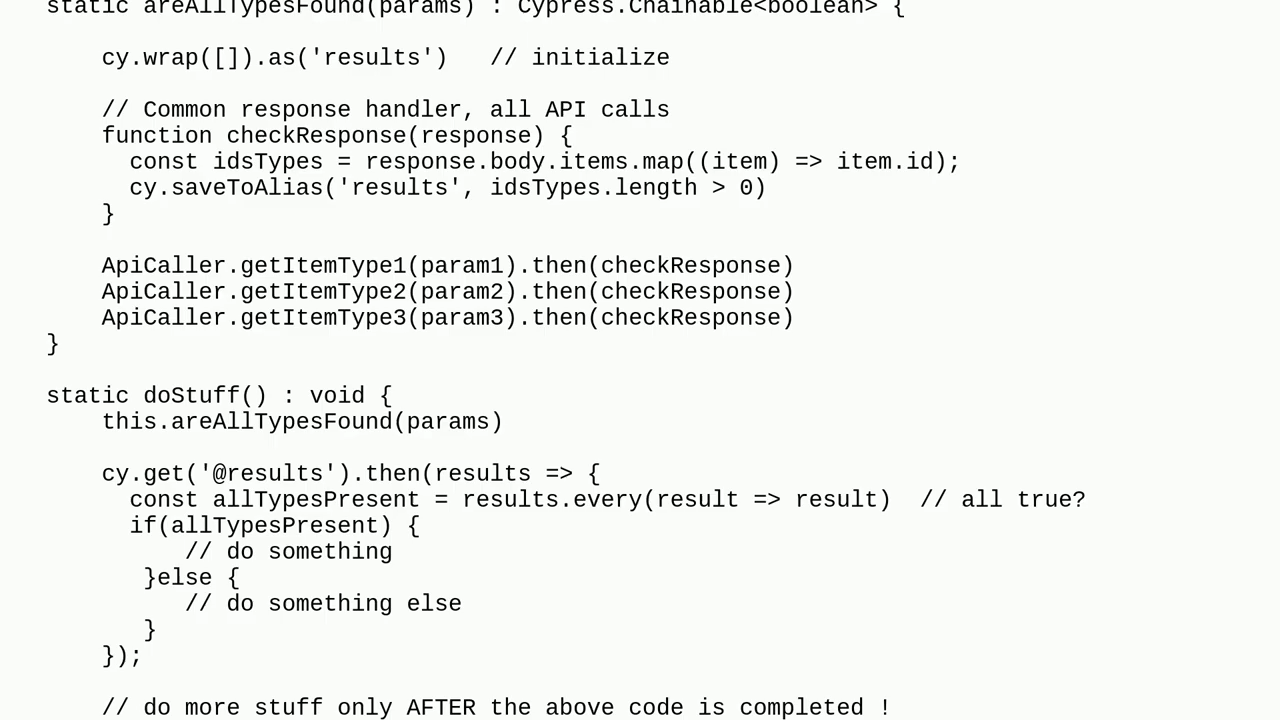 static areAllTypesFound(params) : Cypress.Chainable<boolean> {
cy.wrap([]).as('results')   // initialize
// Common response handler, all API calls
function checkResponse(response) {
const idsTypes = response.body.items.map((item) => item.id);
cy.saveToAlias('results', idsTypes.length > 0)
}
ApiCaller.getItemType1(param1).then(checkResponse)
ApiCaller.getItemType2(param2).then(checkResponse)
ApiCaller.getItemType3(param3).then(checkResponse)
}
static doStuff() : void {
this.areAllTypesFound(params)
cy.get('@results').then(results => {
const allTypesPresent = results.every(result => result)  // all true?
if(allTypesPresent) {
// do something
}else {
// do something else
}
});
// do more stuff only AFTER the above code is completed !